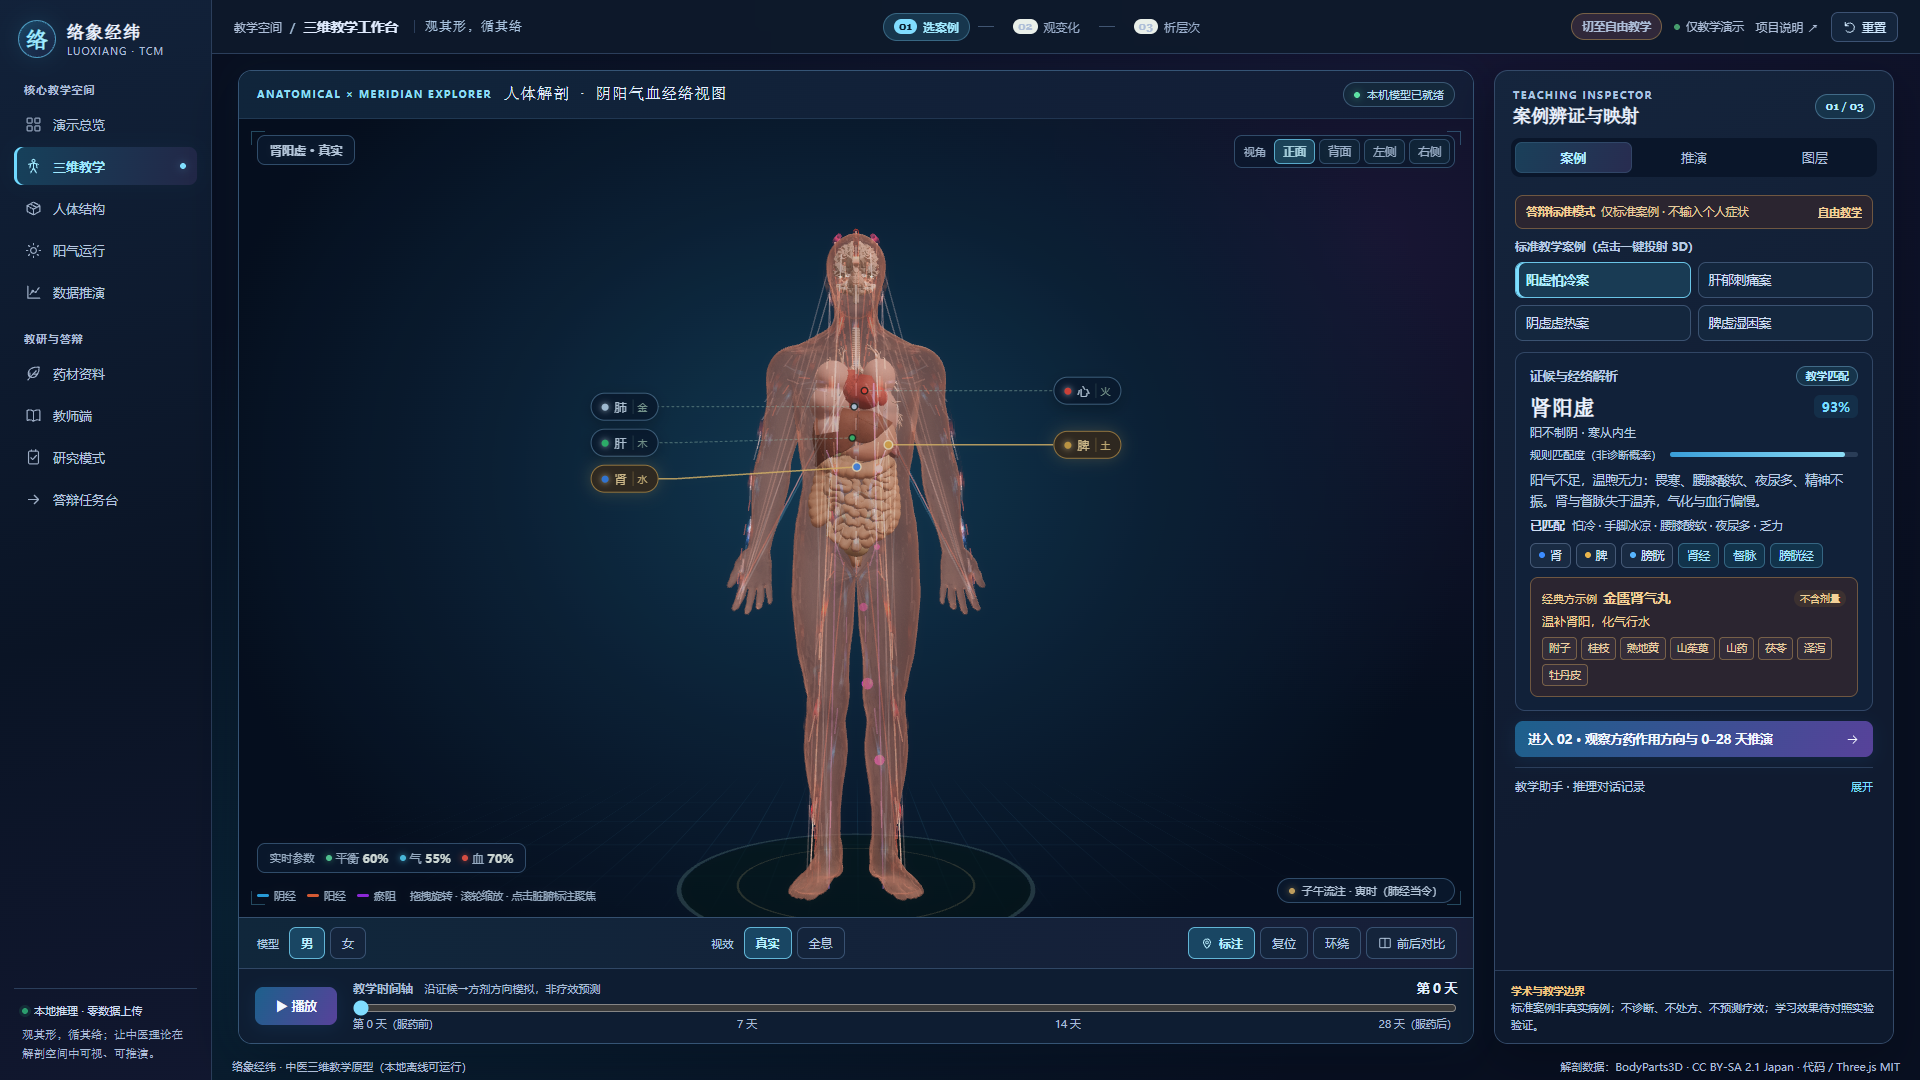 络
络象经纬
LUOXIANG · TCM
核心教学空间
演示总览
三维教学
人体结构
阳气运行
数据推演
教研与答辩
药材资料
教师端
研究模式
答辩任务台
本地推理 · 零数据上传
观其形，循其络；让中医理论在
解剖空间中可视、可推演。
教学空间 / 三维教学工作台 观其形，循其络
01 选案例 — 02 观变化 — 03 析层次
切至自由教学 仅教学演示 项目说明 ↗ 重置
ANATOMICAL × MERIDIAN EXPLORER 人体解剖 · 阴阳气血经络视图
本机模型已就绪
肾阳虚 • 真实
视角 正面 背面 左侧 右侧
肺 金
肝 木
肾 水
心 火
脾 土
实时参数 平衡 60% 气 55% 血 70%
阴经 阳经 瘀阻 拖拽旋转 · 滚轮缩放 · 点击脏腑标注聚焦
子午流注 · 寅时（肺经当令）
模型 男 女
视效 真实 全息
标注 复位 环绕 前后对比
播放
教学时间轴 沿证候→方剂方向模拟，非疗效预测
第 0 天
第 0 天（服药前） 7 天 14 天 28 天（服药后）
络象经纬 · 中医三维教学原型（本地离线可运行）
TEACHING INSPECTOR
案例辨证与映射
01 / 03
案例 推演 图层
答辩标准模式 仅标准案例 · 不输入个人症状 自由教学
标准教学案例（点击一键投射 3D）
阳虚怕冷案 肝郁刺痛案
阴虚虚热案 脾虚湿困案
证候与经络解析 教学匹配
肾阳虚 93%
阳不制阴 · 寒从内生
规则匹配度（非诊断概率）
阳气不足，温煦无力：畏寒、腰膝酸软、夜尿多、精神不
振。肾与督脉失于温养，气化与血行偏慢。
已匹配 怕冷 · 手脚冰凉 · 腰膝酸软 · 夜尿多 · 乏力
肾 脾 膀胱 肾经 督脉 膀胱经
经典方示例 金匮肾气丸 不含剂量
温补肾阳，化气行水
附子 桂枝 熟地黄 山茱萸 山药 茯苓 泽泻
牡丹皮
进入 02 • 观察方药作用方向与 0–28 天推演 →
教学助手 · 推理对话记录 展开
学术与教学边界
标准案例非真实病例；不诊断、不处方、不预测疗效；学习效果待对照实验
验证。
解剖数据：BodyParts3D · CC BY-SA 2.1 Japan · 代码 / Three.js MIT